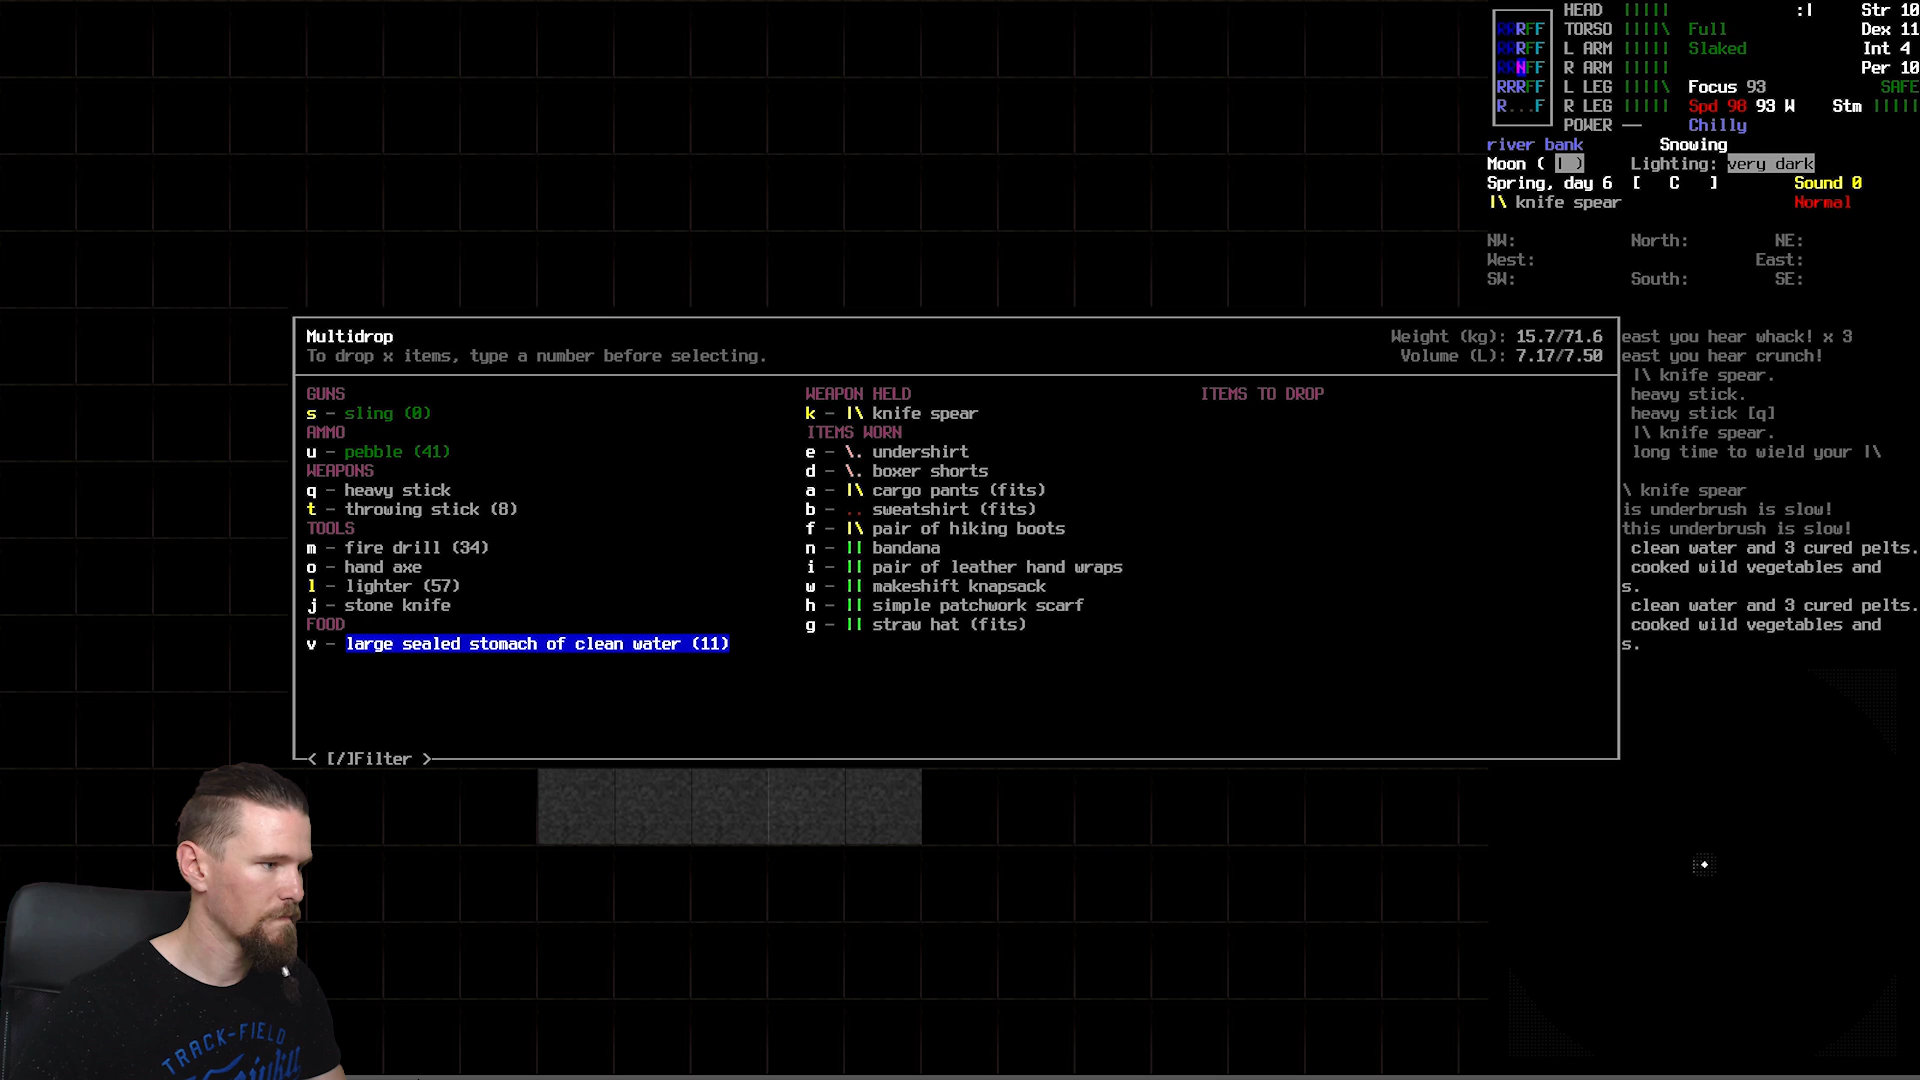 HEAD ||||| :| Str 10
RRRFF TORSO ||||\ Full Dex 11
RRRFF L ARM ||||| Slaked Int 4
RRNFF R ARM ||||| Per 10
RRRFF L LEG ||||\ Focus 93 SAFE
R...F R LEG ||||| Spd 98 93 W Stm |||||
POWER — Chilly
river bank Snowing
Moon ( | ) Lighting: very dark
Spring, day 6 [ C ] Sound 0
|\ knife spear Normal
NW: North: NE:
West: East:
SW: South: SE:
Multidrop
To drop x items, type a number before selecting.
Weight (kg): 15.7/71.6
Volume (L): 7.17/7.50
GUNS
s - sling (0)
AMMO
u - pebble (41)
WEAPONS
q - heavy stick
t - throwing stick (8)
TOOLS
m - fire drill (34)
o - hand axe
l - lighter (57)
j - stone knife
FOOD
v - large sealed stomach of clean water (11)
WEAPON HELD
k - |\ knife spear
ITEMS WORN
e - \. undershirt
d - \. boxer shorts
a - |\ cargo pants (fits)
b - .. sweatshirt (fits)
f - |\ pair of hiking boots
n - || bandana
i - || pair of leather hand wraps
w - || makeshift knapsack
h - || simple patchwork scarf
g - || straw hat (fits)
ITEMS TO DROP
< [/]Filter >
east you hear whack! x 3
east you hear crunch!
|\ knife spear.
heavy stick.
heavy stick [q]
|\ knife spear.
long time to wield your |\
\ knife spear
is underbrush is slow!
this underbrush is slow!
clean water and 3 cured pelts.
cooked wild vegetables and
s.
clean water and 3 cured pelts.
cooked wild vegetables and
s.
TRACK-FIELD